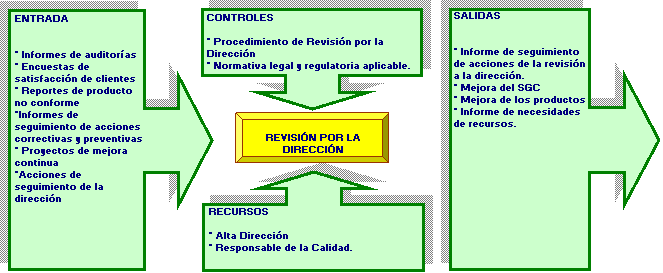 ENTRADA
* Informes de auditorías
* Encuestas de
satisfacción de clientes
* Reportes de producto
no conforme
*Informes de
seguimiento de acciones
correctivas y preventivas
* Proyectos de mejora
continua
*Acciones de
seguimiento de la
dirección
CONTROLES
* Procedimiento de Revisión por la
Dirección
* Normativa legal y regulatoria aplicable.
REVISIÓN POR LA
DIRECCIÓN
RECURSOS
* Alta Dirección
* Responsable de la Calidad.
SALIDAS
* Informe de seguimiento
de acciones de la revisión
a la dirección.
* Mejora del SGC
* Mejora de los productos
* Informe de necesidades
de recursos.